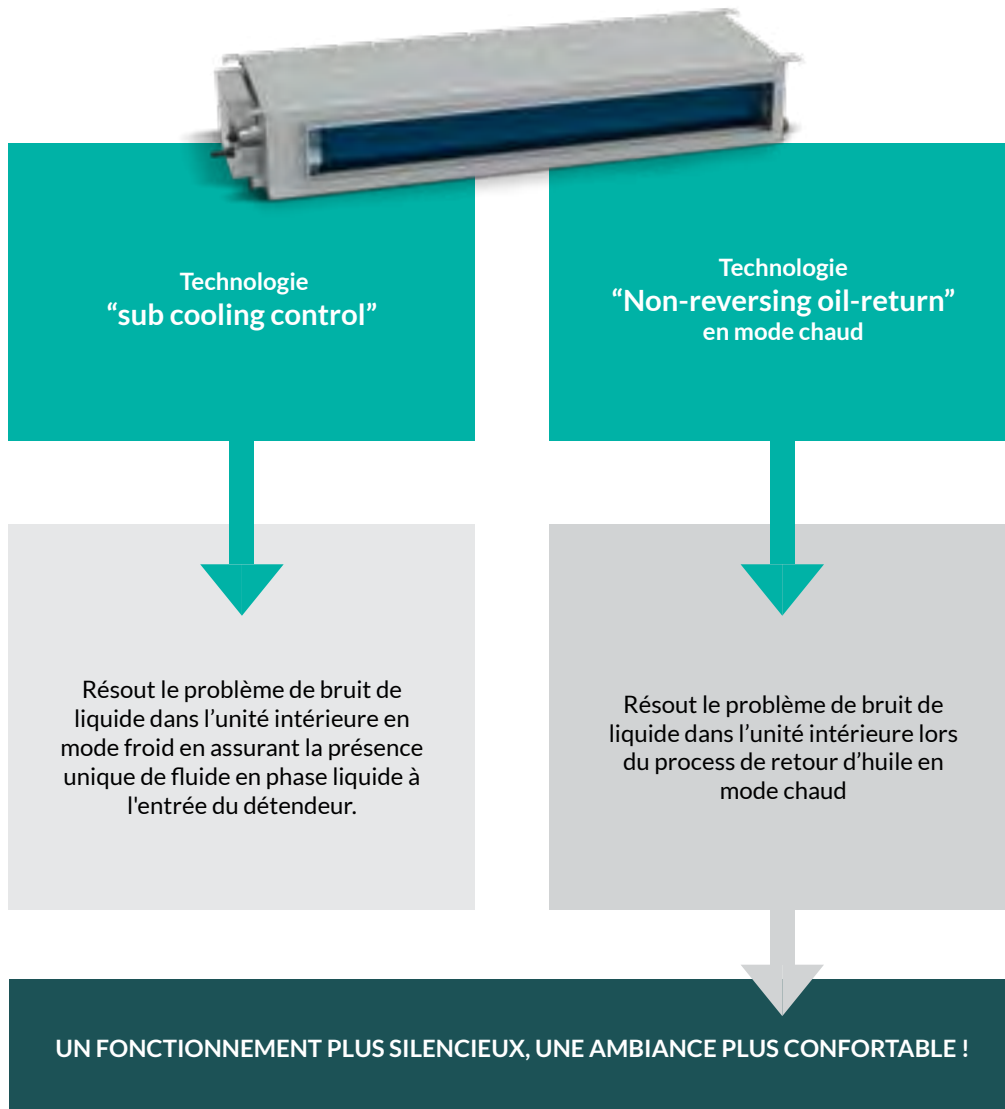 Technologie
“sub cooling control”
Technologie
“Non-reversing oil-return”
en mode chaud
Résout le problème de bruit de
liquide dans l’unité intérieure en
mode froid en assurant la présence
unique de fluide en phase liquide à
l'entrée du détendeur.
Résout le problème de bruit de
liquide dans l’unité intérieure lors
du process de retour d’huile en
mode chaud
UN FONCTIONNEMENT PLUS SILENCIEUX, UNE AMBIANCE PLUS CONFORTABLE !